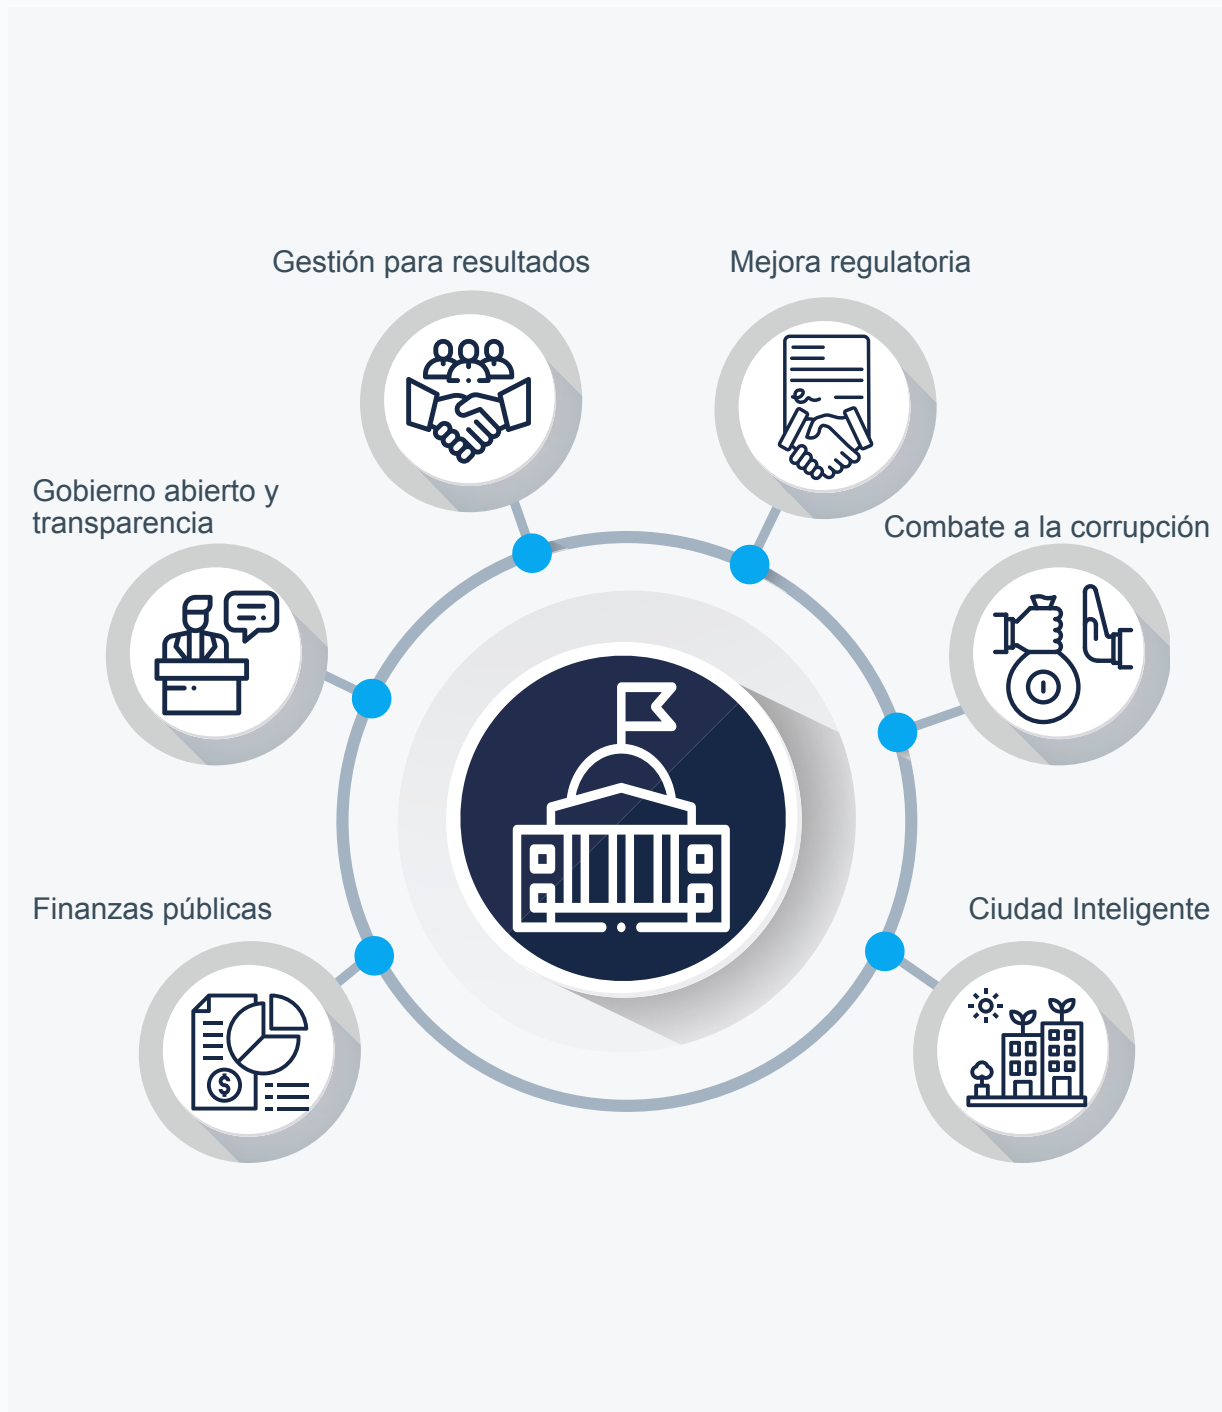 Gestión para resultados
Mejora regulatoria
Gobierno abierto y
transparencia
Combate a la corrupción
Finanzas públicas
Ciudad Inteligente
$